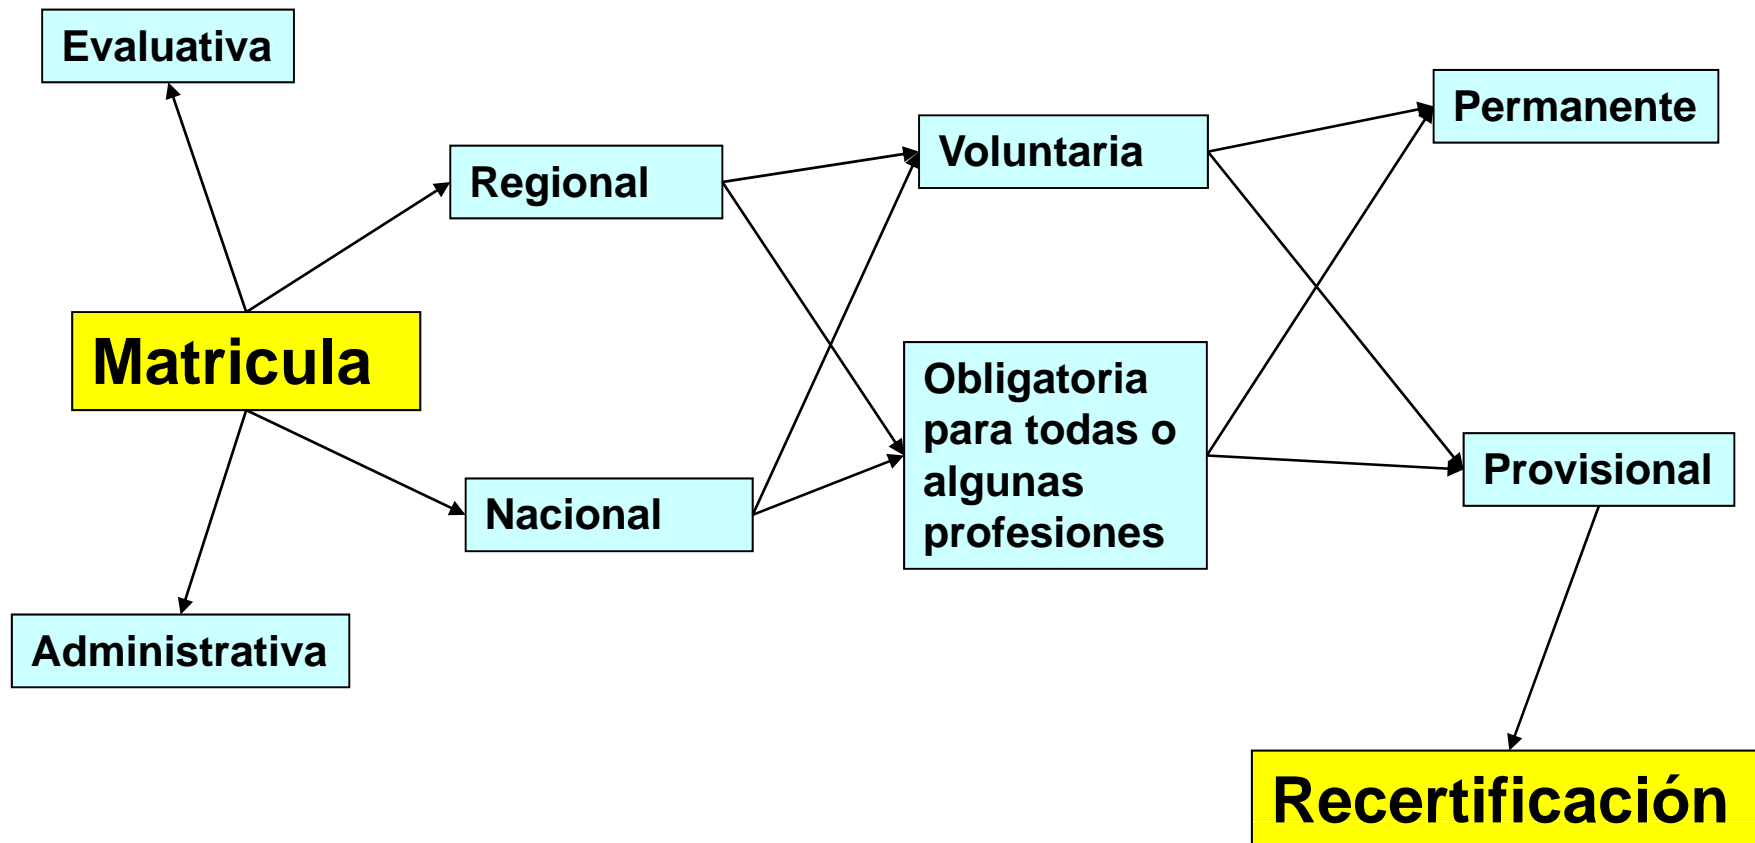 Evaluativa
Permanente
Voluntaria
Regional
Matricula
Obligatoria
para todas o
algunas
profesiones
Provisional
Nacional
Administrativa
Recertificación